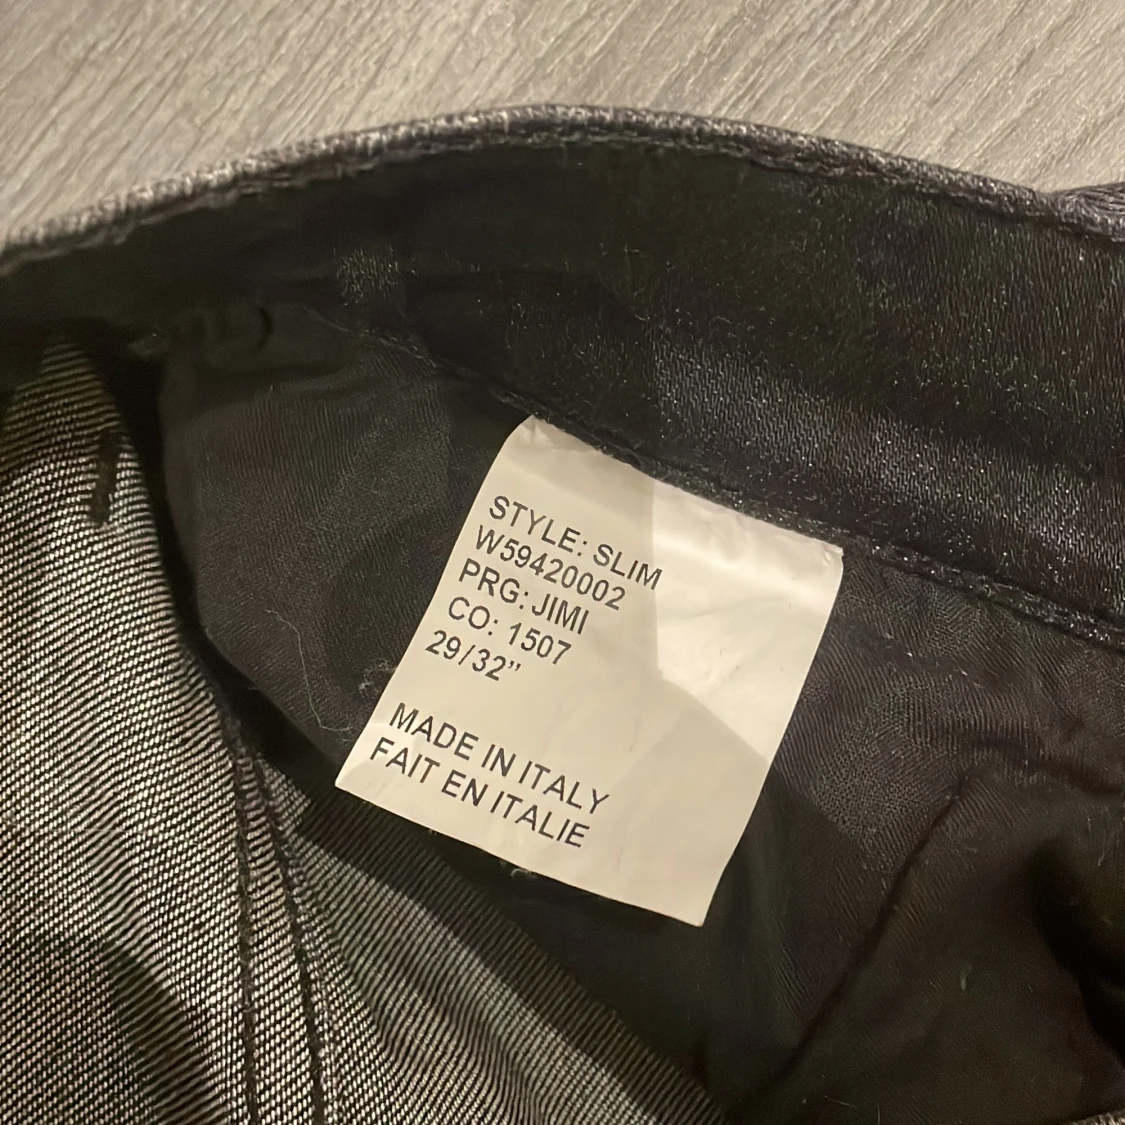 STYLE: SLIM
W59420002
PRG: JIMI
CO: 1507
29/32”
MADE IN ITALY
FAIT EN ITALIE